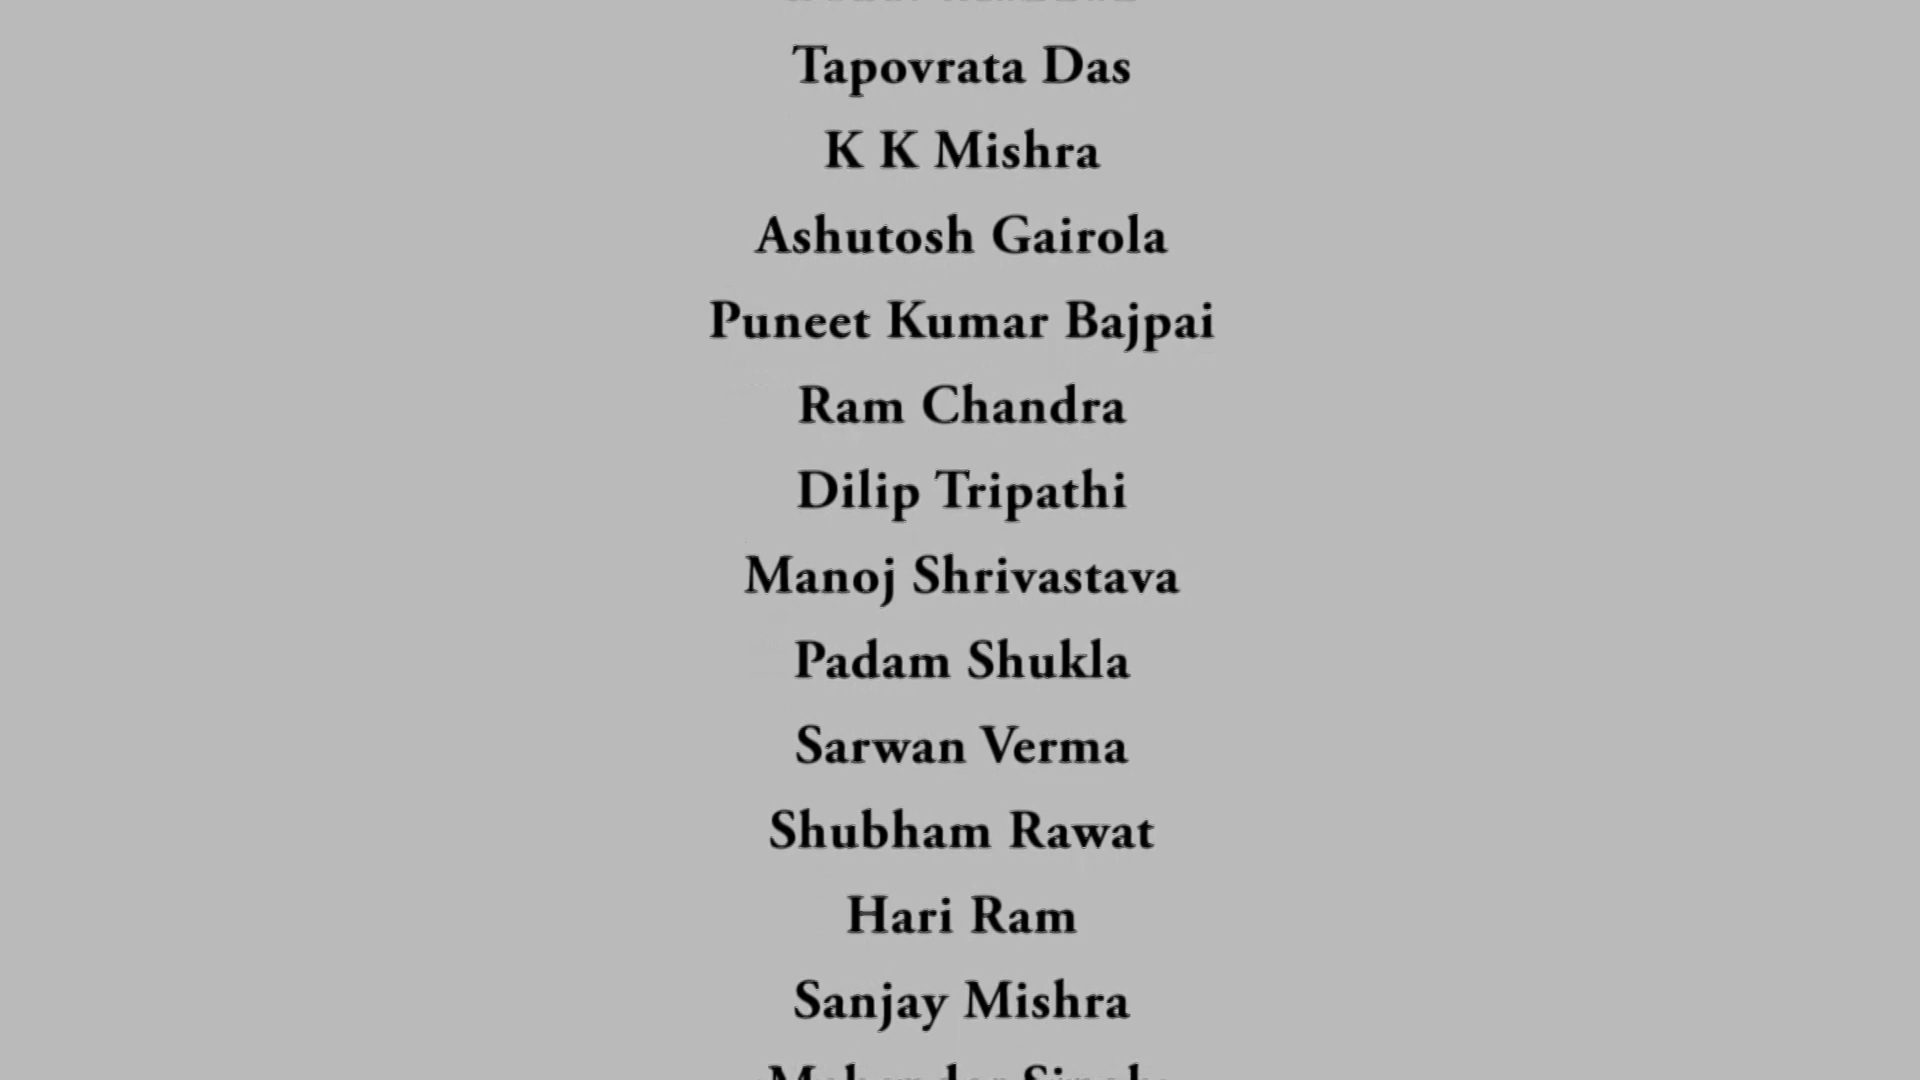 Tapovrata Das
K K Mishra
Ashutosh Gairola
Puneet Kumar Bajpai
Ram Chandra
Dilip Tripathi
Manoj Shrivastava
Padam Shukla
Sarwan Verma
Shubham Rawat
Hari Ram
Sanjay Mishra